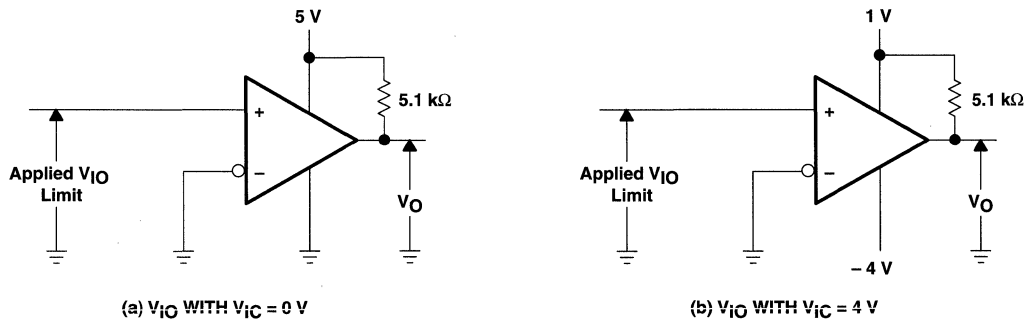 5 V
5.1 kΩ
+
−
Applied VIO
Limit
VO
(a) VIO WITH VIC = 0 V
1 V
5.1 kΩ
+
−
Applied VIO
Limit
VO
– 4 V
(b) VIO WITH VIC = 4 V